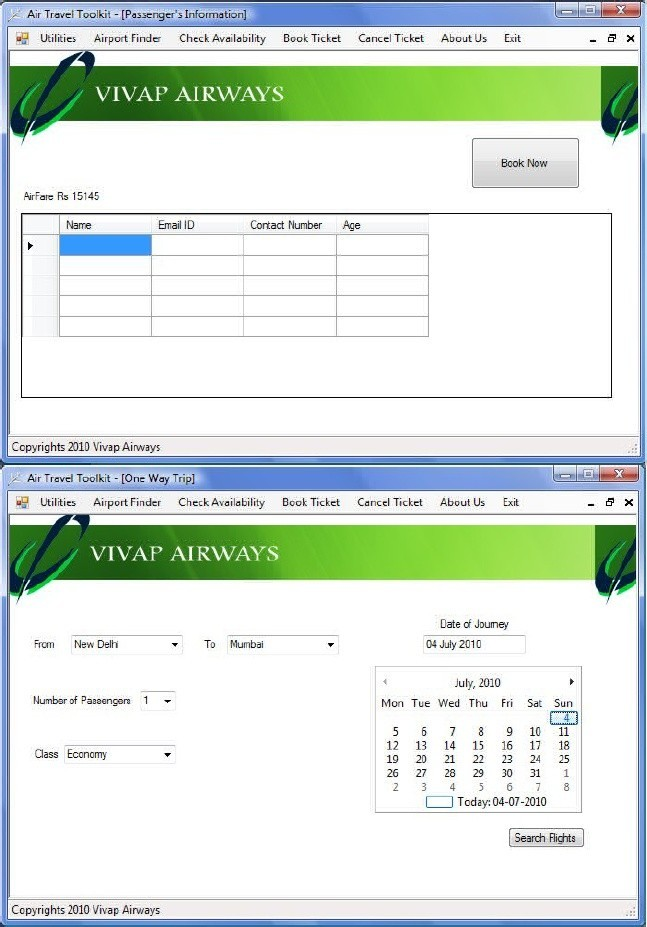 Air Travel Toolkit - [Passenger's Information]
Utilities Airport Finder Check Availability Book Ticket Cancel Ticket About Us Exit
VIVAP AIRWAYS
Book Now
AirFare Rs 15145
Name Email ID Contact Number Age
Copyrights 2010 Vivap Airways
Air Travel Toolkit - [One Way Trip]
Utilities Airport Finder Check Availability Book Ticket Cancel Ticket About Us Exit
VIVAP AIRWAYS
Date of Journey
From New Delhi To Mumbai 04 July 2010
July, 2010
Number of Passengers 1
Mon Tue Wed Thu Fri Sat Sun
4
5 6 7 8 9 10 11
12 13 14 15 16 17 18
Class Economy
19 20 21 22 23 24 25
26 27 28 29 30 31 1
2 3 4 5 6 7 8
Today: 04-07-2010
Search Flights
Copyrights 2010 Vivap Airways